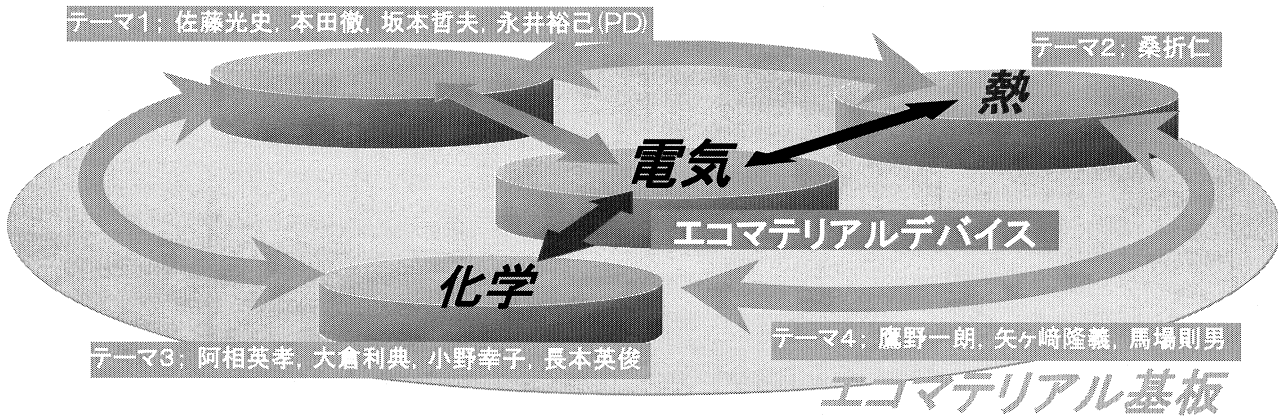 テーマ1; 佐藤光史, 本田徹, 坂本哲夫, 永井裕己(PD)
テーマ2; 桑折仁
熱
電気
エコマテリアルデバイス
化学
テーマ3; 阿相英孝, 大倉利典, 小野幸子, 長本英俊
テーマ4; 鷹野一朗, 矢ヶ﨑隆義, 馬場則男
エコマテリアル基板